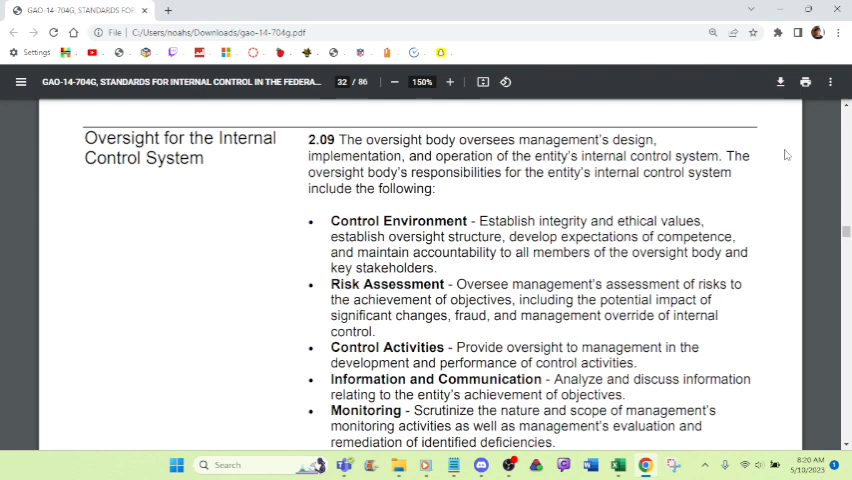 GAO-14-704G, STANDARDS FOR
File
C:/Users/noahs/Downloads/gao-14-704g.pdf
Settings
GAO-14-704G, STANDARDS FOR INTERNAL CONTROL IN THE FEDERA...
32 / 86
150%
Oversight for the Internal
Control System
2.09 The oversight body oversees management's design,
implementation, and operation of the entity's internal control system. The
oversight body's responsibilities for the entity's internal control system
include the following:
• Control Environment - Establish integrity and ethical values,
establish oversight structure, develop expectations of competence,
and maintain accountability to all members of the oversight body and
key stakeholders.
• Risk Assessment - Oversee management's assessment of risks to
the achievement of objectives, including the potential impact of
significant changes, fraud, and management override of internal
control.
• Control Activities - Provide oversight to management in the
development and performance of control activities.
• Information and Communication - Analyze and discuss information
relating to the entity's achievement of objectives.
• Monitoring - Scrutinize the nature and scope of management's
monitoring activities as well as management's evaluation and
remediation of identified deficiencies.
Search
8:20 AM
5/10/2023